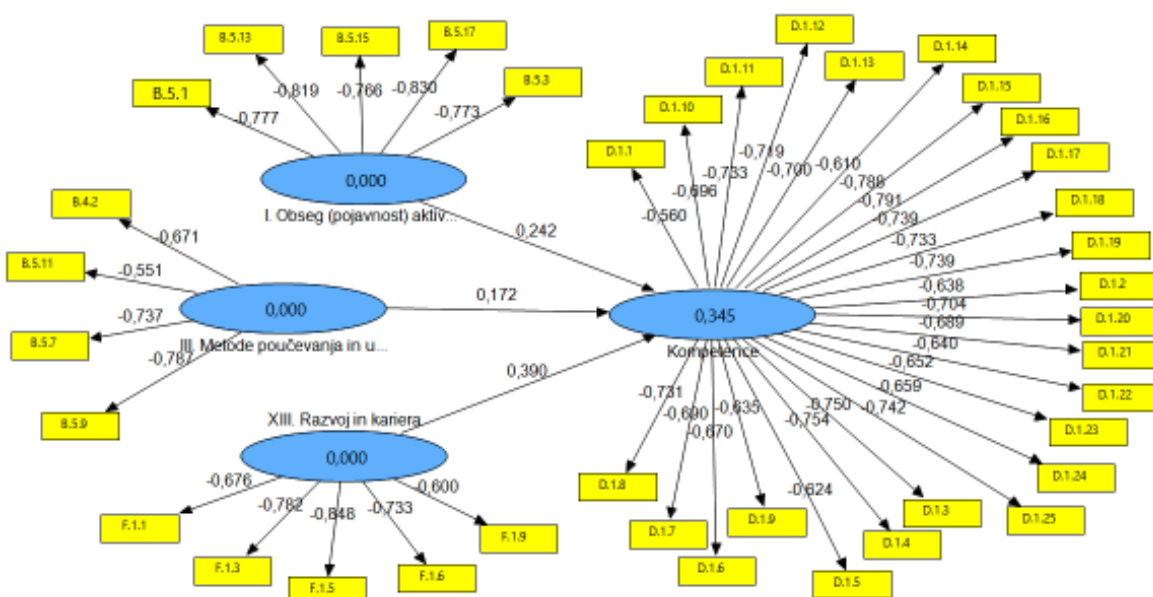 B.5.13
B.5.15
B.5.17
B.5.1
B.5.3
-0,819
-0,766
-0,830
-0,777
-0,773
0,000
I. Obseg (pojavnost) aktiv...
B.4.2
-0,671
B.5.11
-0,551
B.5.7
-0,737
B.5.9
-0,787
0,000
III. Metode poučevanja in u...
0,242
0,172
0,390
XIII. Razvoj in kariera
0,000
-0,676
-0,782
-0,848
-0,733
-0,600
F.1.1
F.1.3
F.1.5
F.1.6
F.1.9
0,345
Kompetence
D.1.1
D.1.10
D.1.11
D.1.12
D.1.13
D.1.14
D.1.15
D.1.16
D.1.17
D.1.18
D.1.19
D.1.2
D.1.20
D.1.21
D.1.22
D.1.23
D.1.24
D.1.25
D.1.3
D.1.4
D.1.5
D.1.9
D.1.6
D.1.7
D.1.8
-0,560
-0,696
-0,733
-0,719
-0,700
-0,610
-0,788
-0,791
-0,739
-0,733
-0,739
-0,638
-0,704
-0,689
-0,640
-0,652
-0,659
-0,742
-0,750
-0,754
-0,624
-0,635
-0,670
-0,690
-0,731